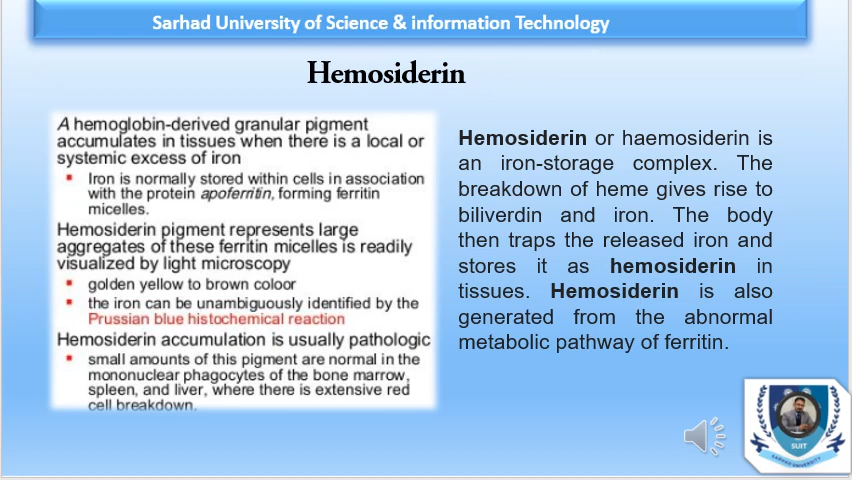 Sarhad University of Science & information Technology
Hemosiderin
A hemoglobin-derived granular pigment
accumulates in tissues when there is a local or
systemic excess of iron
Iron is normally stored within cells in association
with the protein apoferritin, forming ferritin
micelles.
Hemosiderin pigment represents large
aggregates of these ferritin micelles is readily
visualized by light microscopy
golden yellow to brown coloor
the iron can be unambiguously identified by the
Prussian blue histochemical reaction
Hemosiderin accumulation is usually pathologic
small amounts of this pigment are normal in the
mononuclear phagocytes of the bone marrow,
spleen, and liver, where there is extensive red
cell breakdown.
Hemosiderin or haemosiderin is
an iron-storage complex. The
breakdown of heme gives rise to
biliverdin and iron. The body
then traps the released iron and
stores it as hemosiderin in
tissues. Hemosiderin is also
generated from the abnormal
metabolic pathway of ferritin.
SUIT
SARHAD UNIVERSITY